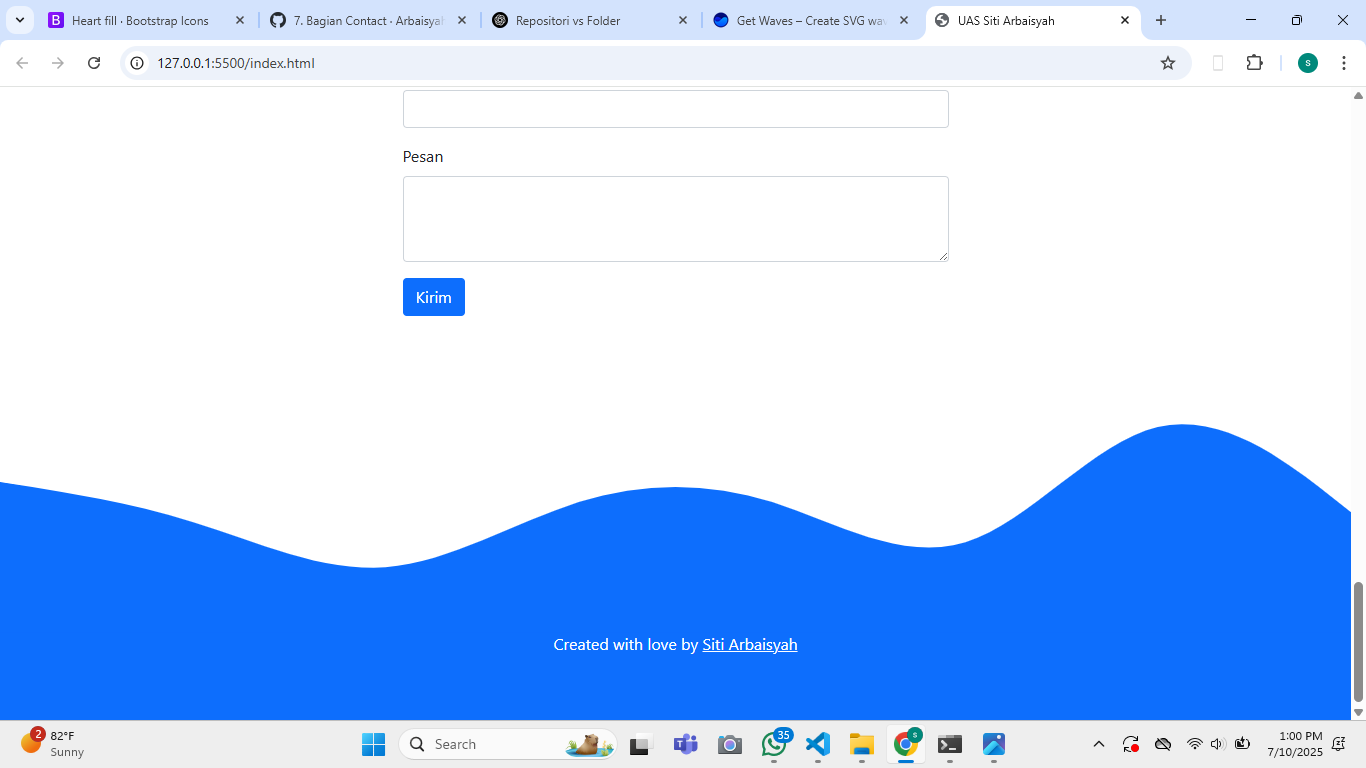 Heart fill · Bootstrap Icons
7. Bagian Contact · Arbaisyah
Repositori vs Folder
Get Waves – Create SVG wav
UAS Siti Arbaisyah
127.0.0.1:5500/index.html
s
Pesan
Kirim
Created with love by Siti Arbaisyah
2
82°F
Sunny
Search
35
s
1:00 PM
7/10/2025